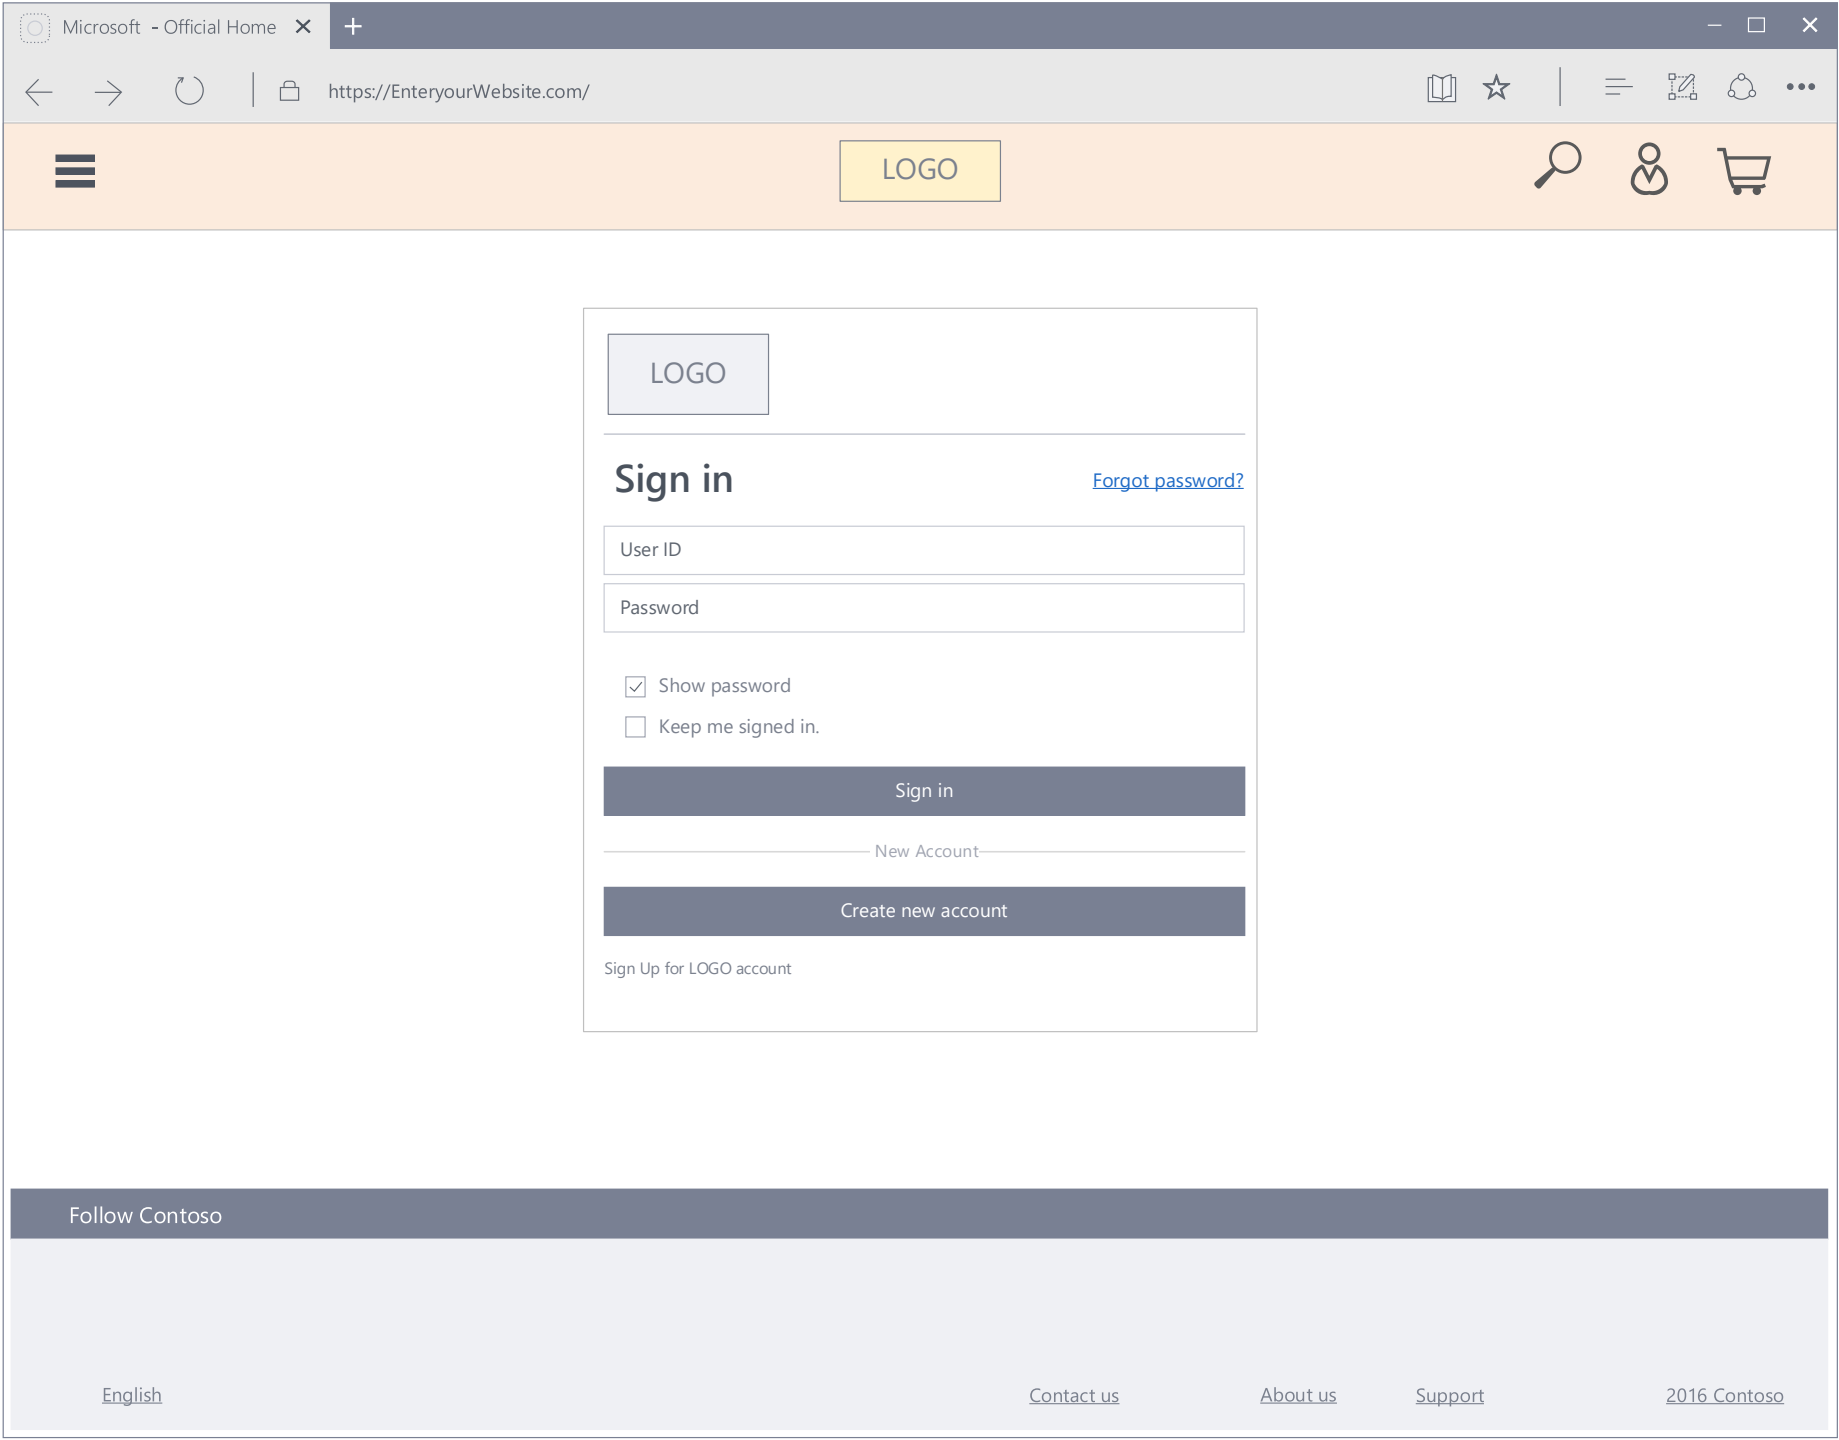 Microsoft - Official Home
https://EnteryourWebsite.com/
LOGO
LOGO
Sign in
Forgot password?
User ID
Password
Show password
Keep me signed in.
Sign in
New Account
Create new account
Sign Up for LOGO account
Follow Contoso
English
Contact us
About us
Support
2016 Contoso